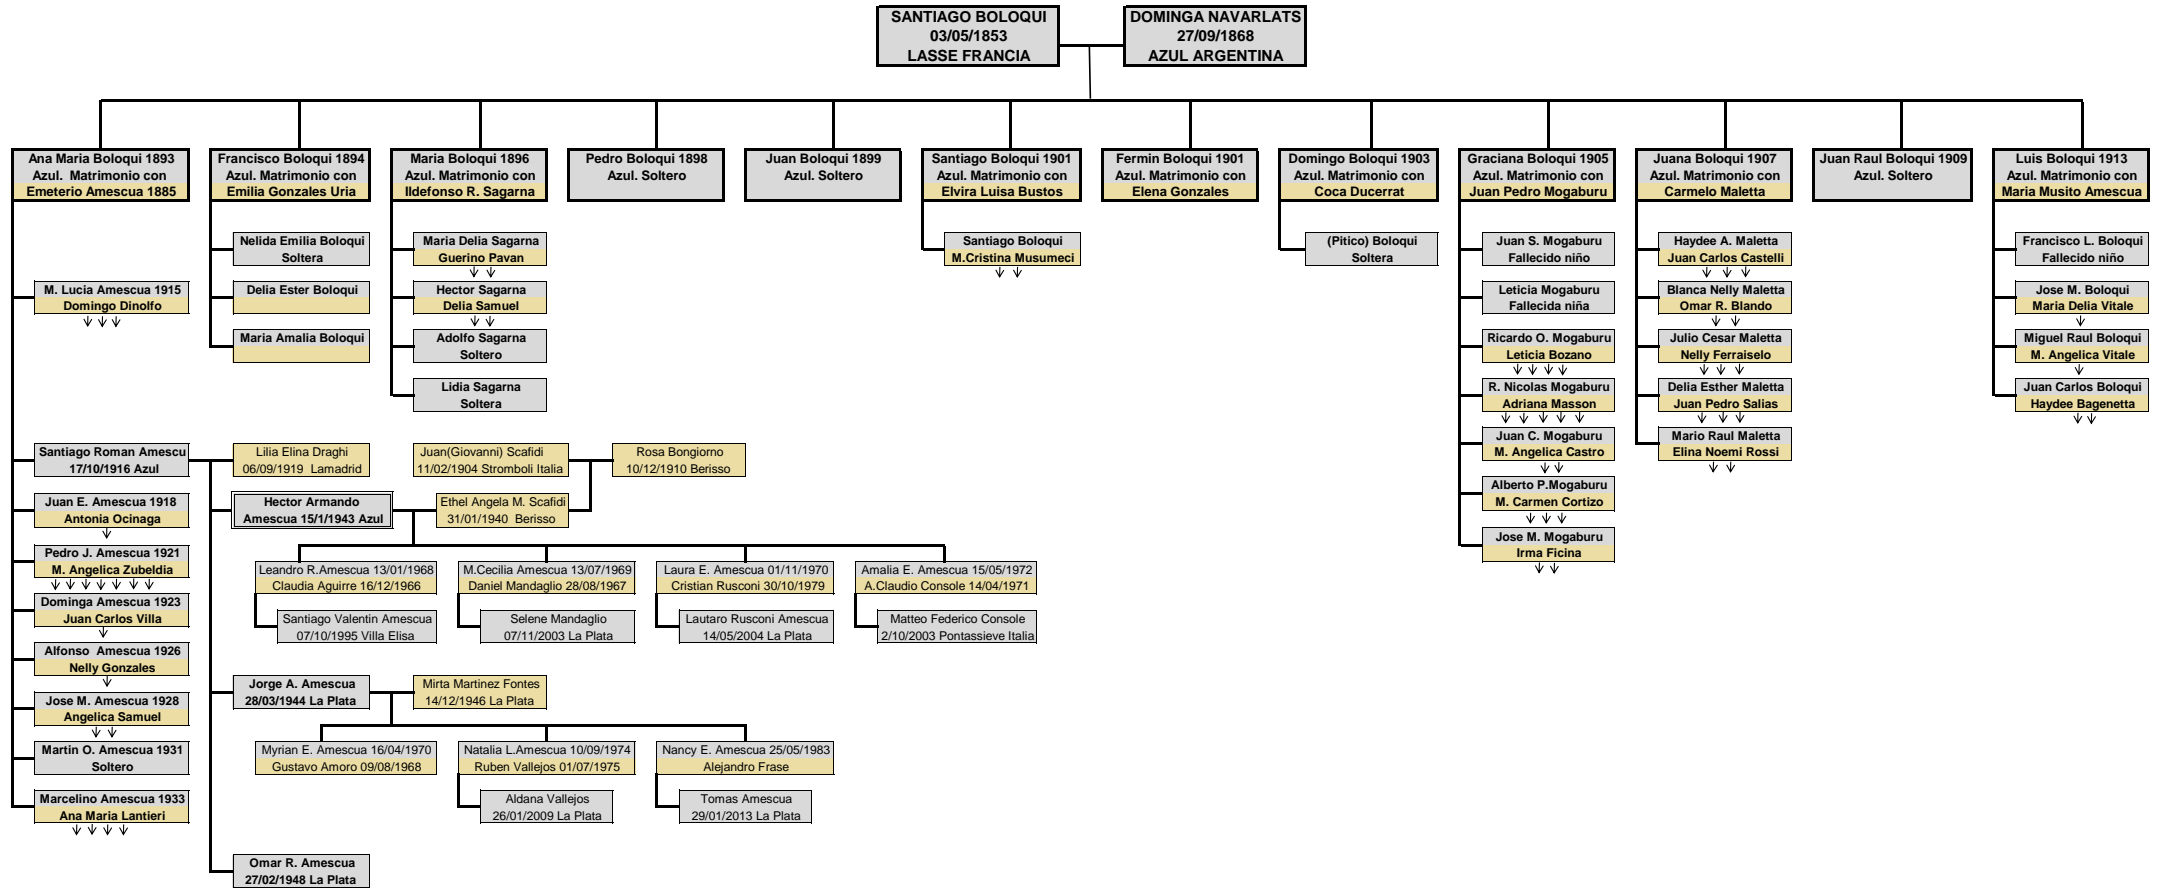 SANTIAGO BOLOQUI
03/05/1853
LASSE FRANCIA
DOMINGA NAVARLATS
27/09/1868
AZUL ARGENTINA
Ana Maria Boloqui 1893
Azul. Matrimonio con
Emeterio Amescua 1885
Francisco Boloqui 1894
Azul. Matrimonio con
Emilia Gonzales Uria
Maria Boloqui 1896
Azul. Matrimonio con
Ildefonso R. Sagarna
Pedro Boloqui 1898
Azul. Soltero
Juan Boloqui 1899
Azul. Soltero
Santiago Boloqui 1901
Azul. Matrimonio con
Elvira Luisa Bustos
Fermin Boloqui 1901
Azul. Matrimonio con
Elena Gonzales
Domingo Boloqui 1903
Azul. Matrimonio con
Coca Ducerrat
Graciana Boloqui 1905
Azul. Matrimonio con
Juan Pedro Mogaburu
Juana Boloqui 1907
Azul. Matrimonio con
Carmelo Maletta
Juan Raul Boloqui 1909
Azul. Soltero
Luis Boloqui 1913
Azul. Matrimonio con
Maria Musito Amescua
M. Lucia Amescua 1915
Domingo Dinolfo
Nelida Emilia Boloqui
Soltera
Delia Ester Boloqui
Maria Amalia Boloqui
Maria Delia Sagarna
Guerino Pavan
Hector Sagarna
Delia Samuel
Adolfo Sagarna
Soltero
Lidia Sagarna
Soltera
Santiago Boloqui
M.Cristina Musumeci
(Pitico) Boloqui
Soltera
Juan S. Mogaburu
Fallecido niño
Leticia Mogaburu
Fallecida niña
Ricardo O. Mogaburu
Leticia Bozano
R. Nicolas Mogaburu
Adriana Masson
Juan C. Mogaburu
M. Angelica Castro
Alberto P.Mogaburu
M. Carmen Cortizo
Jose M. Mogaburu
Irma Ficina
Haydee A. Maletta
Juan Carlos Castelli
Blanca Nelly Maletta
Omar R. Blando
Julio Cesar Maletta
Nelly Ferraiselo
Delia Esther Maletta
Juan Pedro Salias
Mario Raul Maletta
Elina Noemi Rossi
Francisco L. Boloqui
Fallecido niño
Jose M. Boloqui
Maria Delia Vitale
Miguel Raul Boloqui
M. Angelica Vitale
Juan Carlos Boloqui
Haydee Bagenetta
Santiago Roman Amescu
17/10/1916 Azul
Lilia Elina Draghi
06/09/1919 Lamadrid
Juan(Giovanni) Scafidi
11/02/1904 Stromboli Italia
Rosa Bongiorno
10/12/1910 Berisso
Juan E. Amescua 1918
Antonia Ocinaga
Hector Armando
Amescua 15/1/1943 Azul
Ethel Angela M. Scafidi
31/01/1940 Berisso
Pedro J. Amescua 1921
M. Angelica Zubeldia
Leandro R.Amescua 13/01/1968
Claudia Aguirre 16/12/1966
M.Cecilia Amescua 13/07/1969
Daniel Mandaglio 28/08/1967
Laura E. Amescua 01/11/1970
Cristian Rusconi 30/10/1979
Amalia E. Amescua 15/05/1972
A.Claudio Console 14/04/1971
Dominga Amescua 1923
Juan Carlos Villa
Santiago Valentin Amescua
07/10/1995 Villa Elisa
Selene Mandaglio
07/11/2003 La Plata
Lautaro Rusconi Amescua
14/05/2004 La Plata
Matteo Federico Console
2/10/2003 Pontassieve Italia
Alfonso Amescua 1926
Nelly Gonzales
Jose M. Amescua 1928
Angelica Samuel
Jorge A. Amescua
28/03/1944 La Plata
Mirta Martinez Fontes
14/12/1946 La Plata
Martin O. Amescua 1931
Soltero
Myrian E. Amescua 16/04/1970
Gustavo Amoro 09/08/1968
Natalia L.Amescua 10/09/1974
Ruben Vallejos 01/07/1975
Nancy E. Amescua 25/05/1983
Alejandro Frase
Marcelino Amescua 1933
Ana Maria Lantieri
Aldana Vallejos
26/01/2009 La Plata
Tomas Amescua
29/01/2013 La Plata
Omar R. Amescua
27/02/1948 La Plata